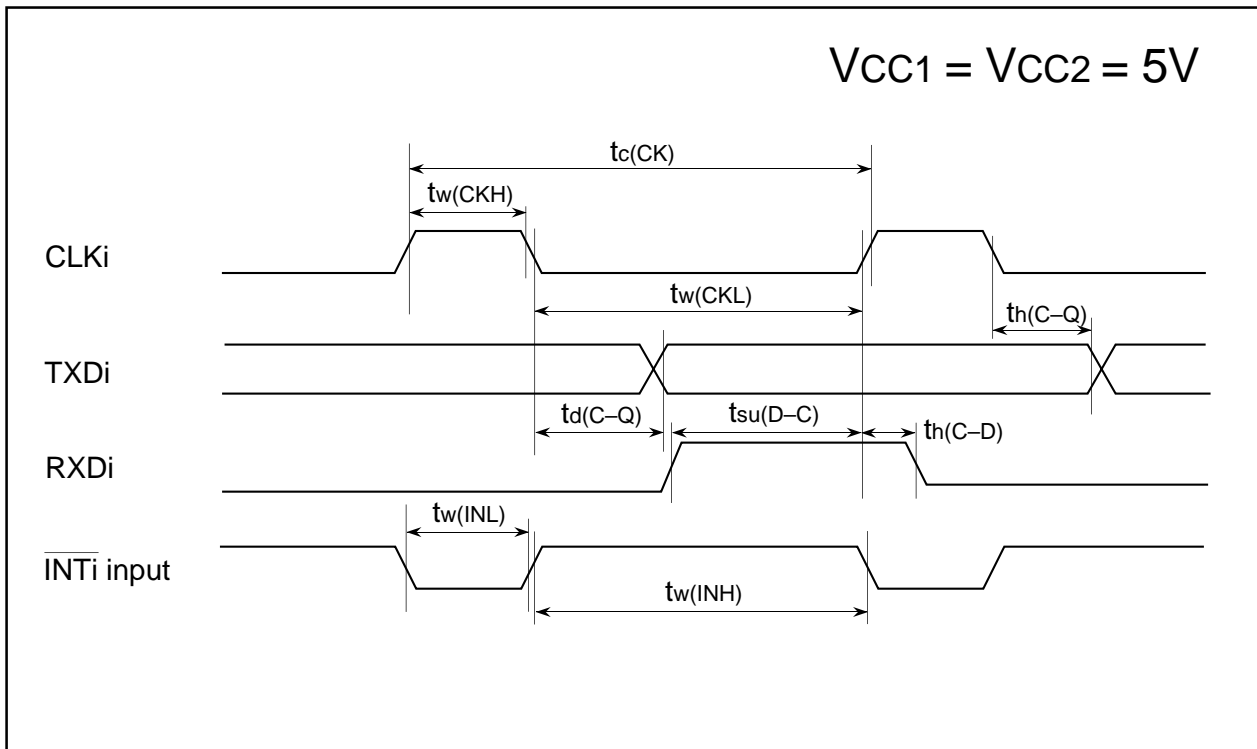 VCC1 = VCC2 = 5V
tc(CK)
tw(CKH)
CLKi
tw(CKL)
th(C–Q)
TXDi
td(C–Q)
tsu(D–C)
th(C–D)
RXDi
tw(INL)
INTi input
tw(INH)